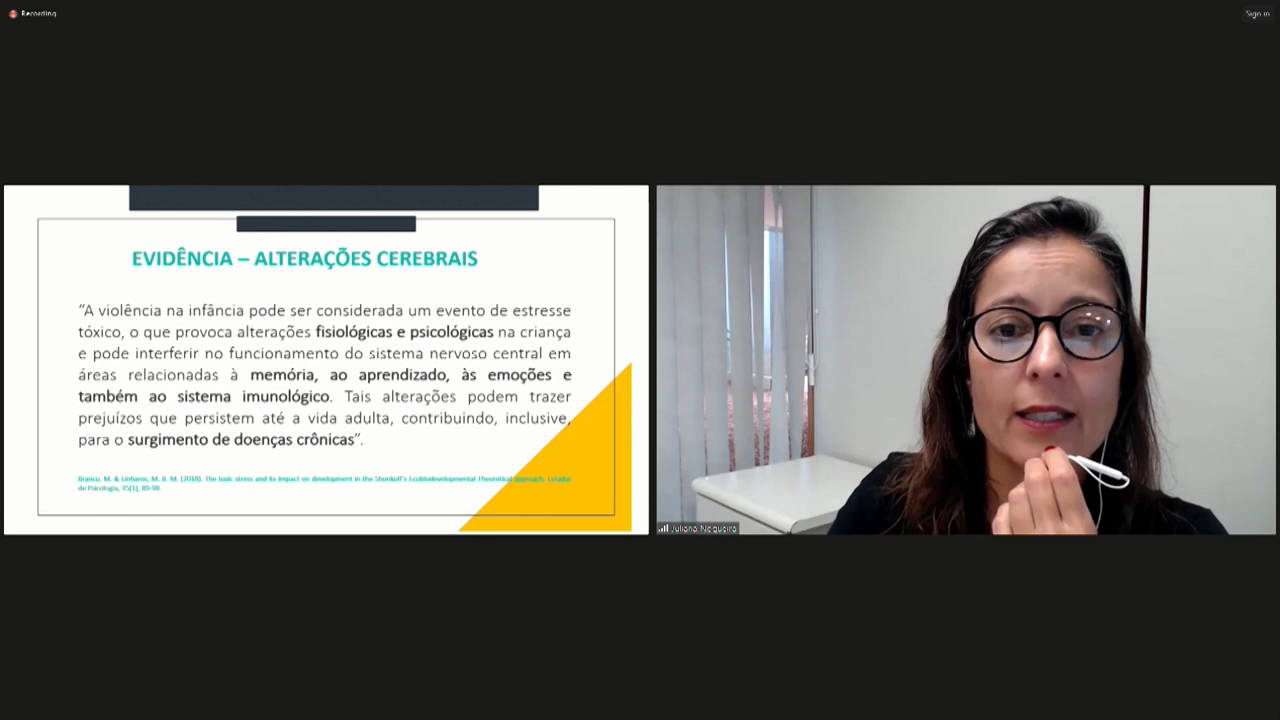 Recording
Sign in
EVIDÊNCIA – ALTERAÇÕES CEREBRAIS
“A violência na infância pode ser considerada um evento de estresse
tóxico, o que provoca alterações fisiológicas e psicológicas na criança
e pode interferir no funcionamento do sistema nervoso central em
áreas relacionadas à memória, ao aprendizado, às emoções e
também ao sistema imunológico. Tais alterações podem trazer
prejuízos que persistem até a vida adulta, contribuindo, inclusive,
para o surgimento de doenças crônicas”.
Branco, M. & Linhares, M. B. M. (2018). The toxic stress and its impact on development in the Shonkoff's Ecobiodevelopmental Theoretical approach. Estudos
de Psicologia, 35(1), 89-98.
Juliana Negueira